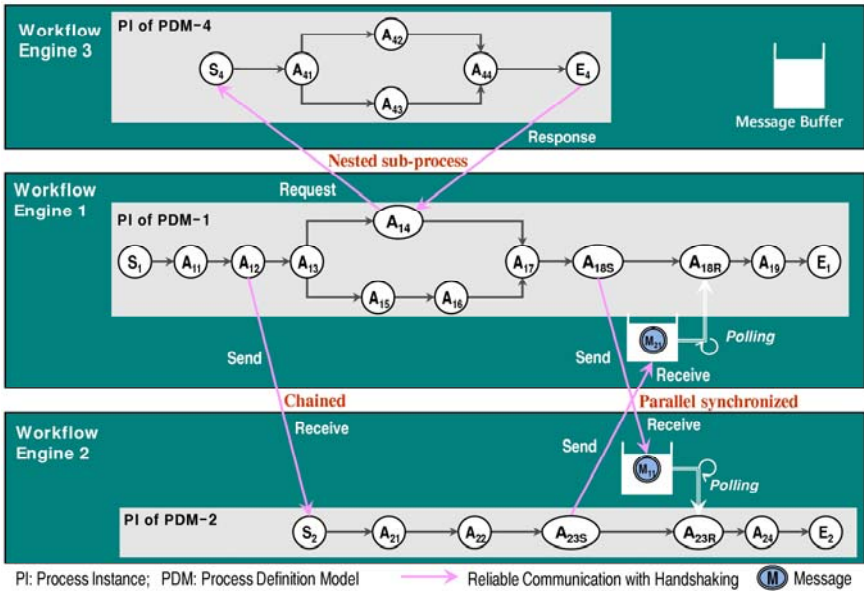 Workflow
Engine 3
PI of PDM-4
S4
A41
A42
A43
A44
E4
Message Buffer
Response
Nested sub-process
Request
Workflow
Engine 1
PI of PDM-1
S1
A11
A12
A13
A14
A15
A16
A17
A18S
A18R
A19
E1
M21
Polling
Send
Send
Receive
Chained
Parallel synchronized
Receive
Receive
Workflow
Engine 2
Send
M11
Polling
PI of PDM-2
S2
A21
A22
A23S
A23R
A24
E2
PI: Process Instance; PDM: Process Definition Model
Reliable Communication with Handshaking
M
Message